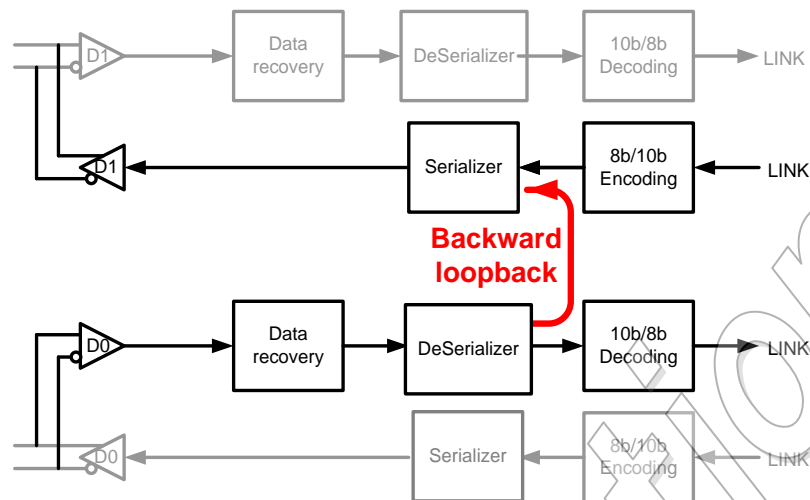 D1
Data
recovery
DeSerializer
10b/8b
Decoding
LINK
D1
Serializer
8b/10b
Encoding
LINK
Backward
loopback
D0
Data
recovery
DeSerializer
10b/8b
Decoding
LINK
D0
Serializer
8b/10b
Encoding
LINK